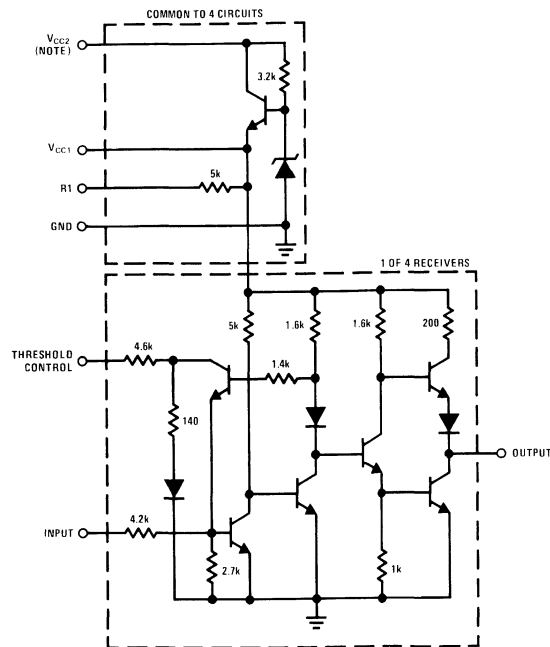 COMMON TO 4 CIRCUITS
VCC2
(NOTE)
3.2k
VCC1
5k
R1
GND
1 OF 4 RECEIVERS
5k
1.6k
1.6k
200
4.6k
THRESHOLD
CONTROL
1.4k
140
OUTPUT
4.2k
INPUT
2.7k
1k